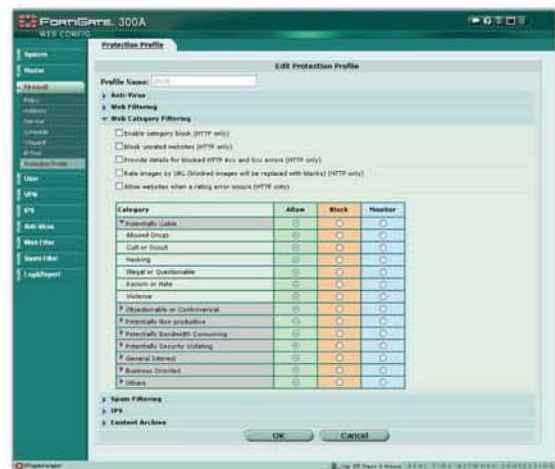 FORTIGATE. 300A
WEB CONFIG
Protection Profile
System
Router
Firewall
Policy
Address
Service
Schedule
Virtual IP
IP Pool
Protection Profile
User
VPN
IPS
Anti Virus
Web Filter
Spam Filter
Log&Report
Edit Protection Profile
Profile Name:
Anti-Virus
Web Filtering
Web Category Filtering
Enable category block (HTTP only)
Block unrated websites (HTTP only)
Provide details for blocked HTTP 4xx and 5xx errors (HTTP only)
Rate images by URL (blocked images will be replaced with blanks) (HTTP only)
Allow websites when a rating error occurs (HTTP only)
Category Allow Block Monitor
Potentially Liable
Abused Drugs
Cult or Occult
Hacking
Illegal or Questionable
Racism or Hate
Violence
Objectionable or Controversial
Potentially Non-productive
Potentially Bandwidth Consuming
Potentially Security Violating
General Interest
Business Oriented
Others
Spam Filtering
IPS
Content Archive
OK Cancel
REAL TIME NETWORK PROTECTION